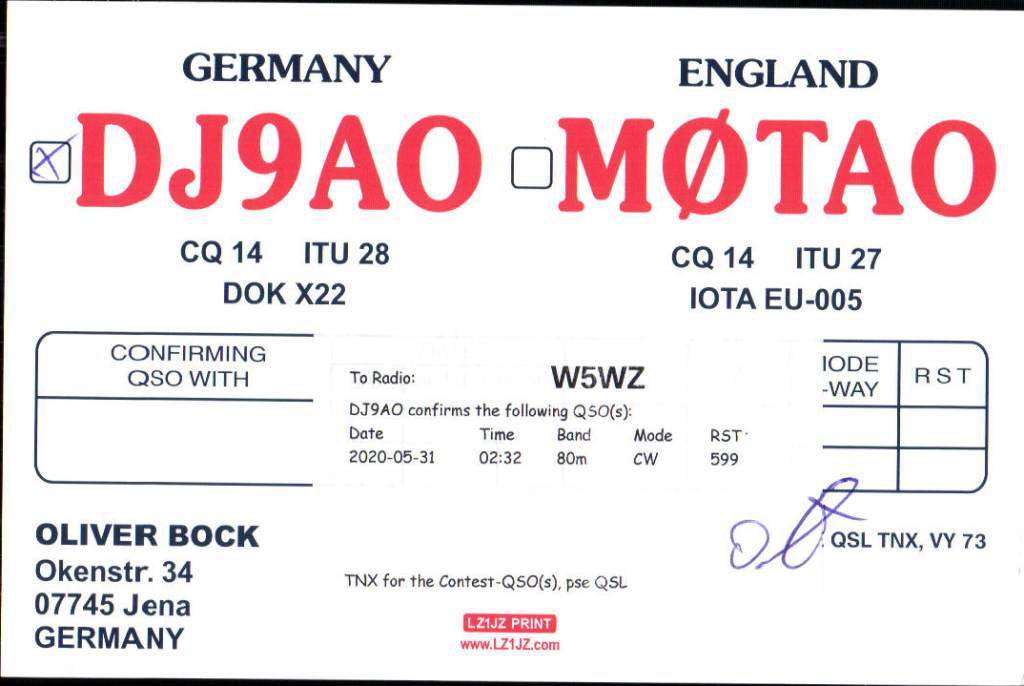 GERMANY
DJ9AO
CQ 14 ITU 28
DOK X22
ENGLAND
MØTAO
CQ 14 ITU 27
IOTA EU-005
CONFIRMING
QSO WITH
To Radio: W5WZ
DJ9AO confirms the following QSO(s):
Date Time Band Mode RST
2020-05-31 02:32 80m CW 599
IODE
-WAY
RST
OLIVER BOCK
Okenstr. 34
07745 Jena
GERMANY
TNX for the Contest-QSO(s), pse QSL
QSL TNX, VY 73
LZ1JZ PRINT
www.LZ1JZ.com